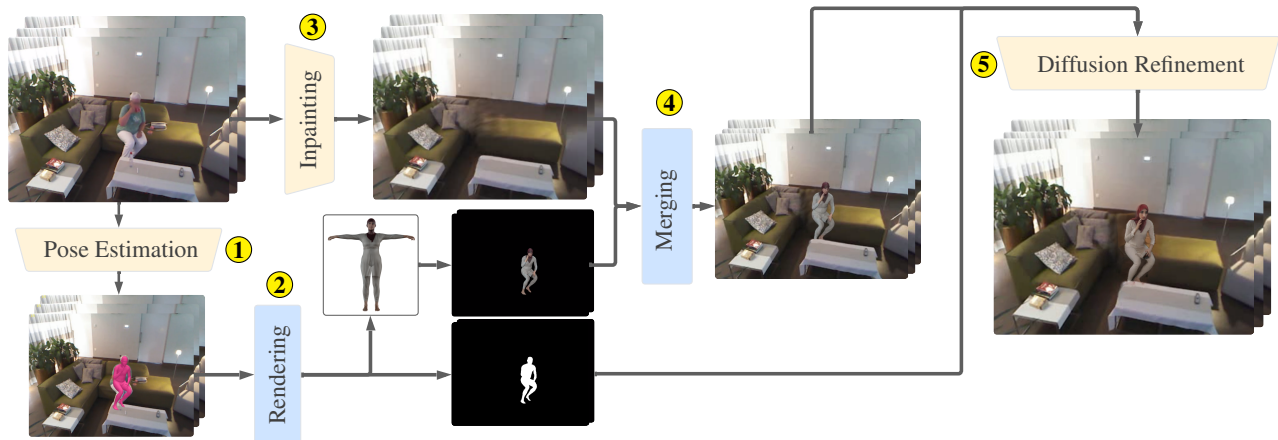 3
Inpainting
4
Merging
5
Diffusion Refinement
Pose Estimation
1
2
Rendering